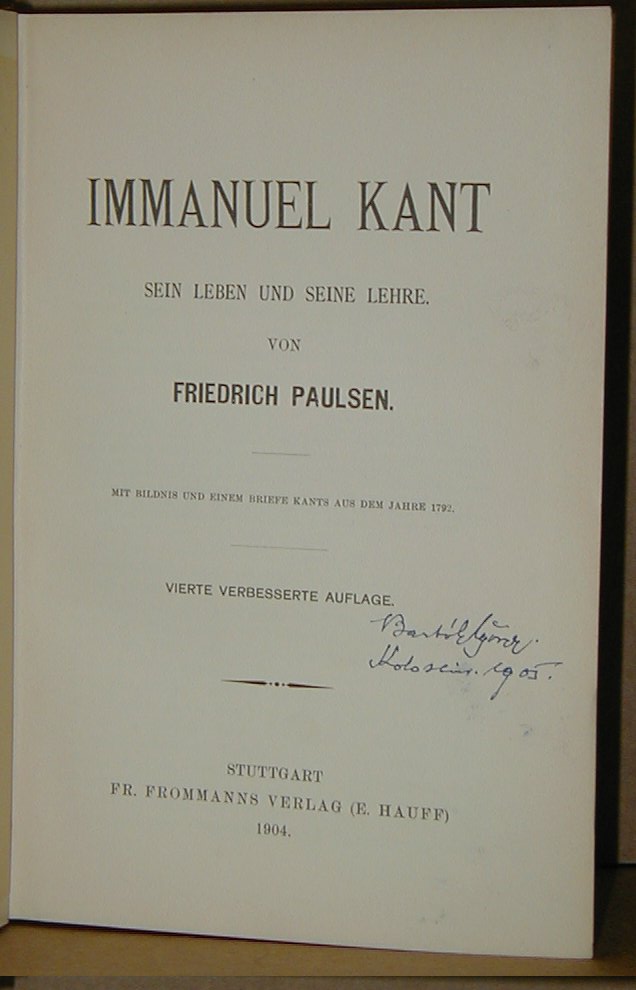 IMMANUEL KANT
SEIN LEBEN UND SEINE LEHRE.
VON
FRIEDRICH PAULSEN.
MIT BILDNIS UND EINEM BRIEFE KANTS AUS DEM JAHRE 1792.
VIERTE VERBESSERTE AUFLAGE.
1905.
STUTTGART
FR. FROMMANNS VERLAG (E. HAUFF)
1904.